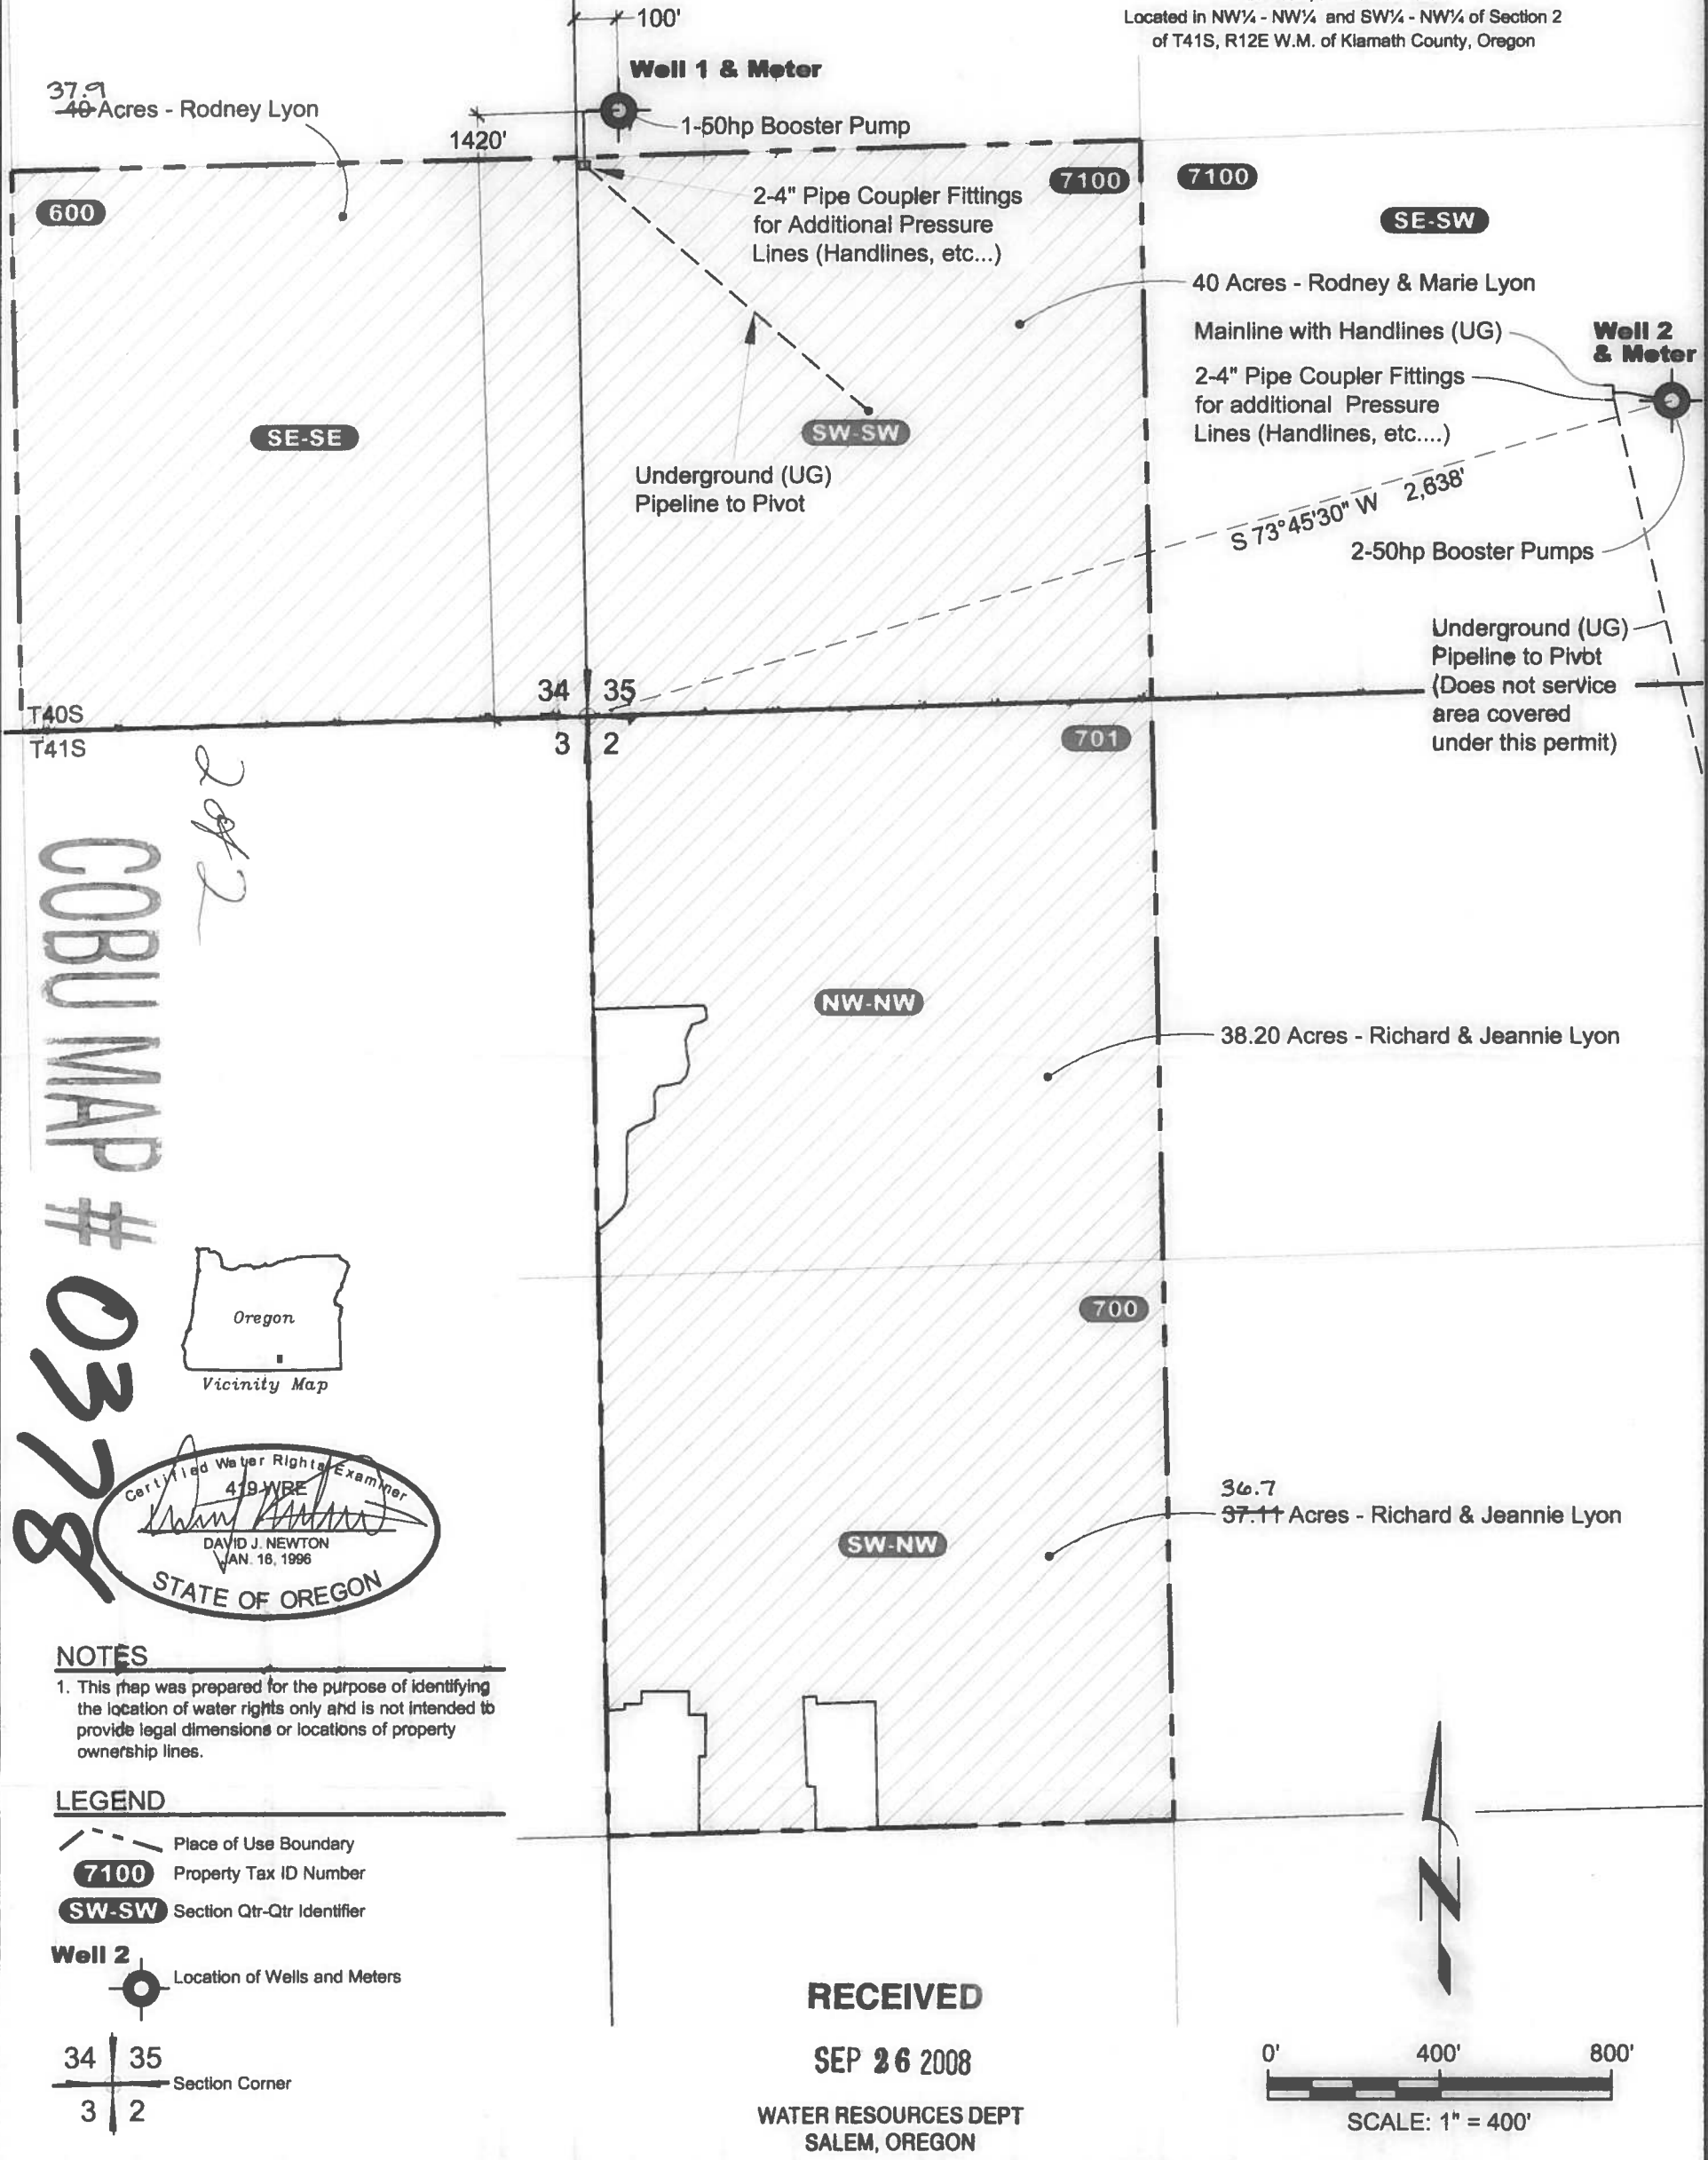 Located in NW¼ - NW¼ and SW¼ - NW¼ of Section 2
of T41S, R12E W.M. of Klamath County, Oregon
100'
Well 1 & Meter
37.9
40 Acres - Rodney Lyon
1420'
1-50hp Booster Pump
600
2-4" Pipe Coupler Fittings
for Additional Pressure
Lines (Handlines, etc...)
7100
7100
SE-SW
40 Acres - Rodney & Marie Lyon
Mainline with Handlines (UG)
Well 2
& Meter
2-4" Pipe Coupler Fittings
for additional Pressure
Lines (Handlines, etc....)
SE-SE
SW-SW
Underground (UG)
Pipeline to Pivot
S 73°45'30" W 2,638'
2-50hp Booster Pumps
Underground (UG)
Pipeline to Pivot
(Does not service
area covered
under this permit)
34 35
T40S
T41S
3 2
701
2 of 2
COBU MAP # 0378
NW-NW
38.20 Acres - Richard & Jeannie Lyon
Oregon
Vicinity Map
700
Certified Water Rights Examiner
419 WRE
DAVID J. NEWTON
JAN. 16, 1996
STATE OF OREGON
36.7
37.11 Acres - Richard & Jeannie Lyon
SW-NW
NOTES
1. This map was prepared for the purpose of identifying
the location of water rights only and is not intended to
provide legal dimensions or locations of property
ownership lines.
LEGEND
Place of Use Boundary
7100 Property Tax ID Number
SW-SW Section Qtr-Qtr Identifier
Well 2
Location of Wells and Meters
34 35
Section Corner
3 2
N
RECEIVED
SEP 26 2008
WATER RESOURCES DEPT
SALEM, OREGON
0' 400' 800'
SCALE: 1" = 400'